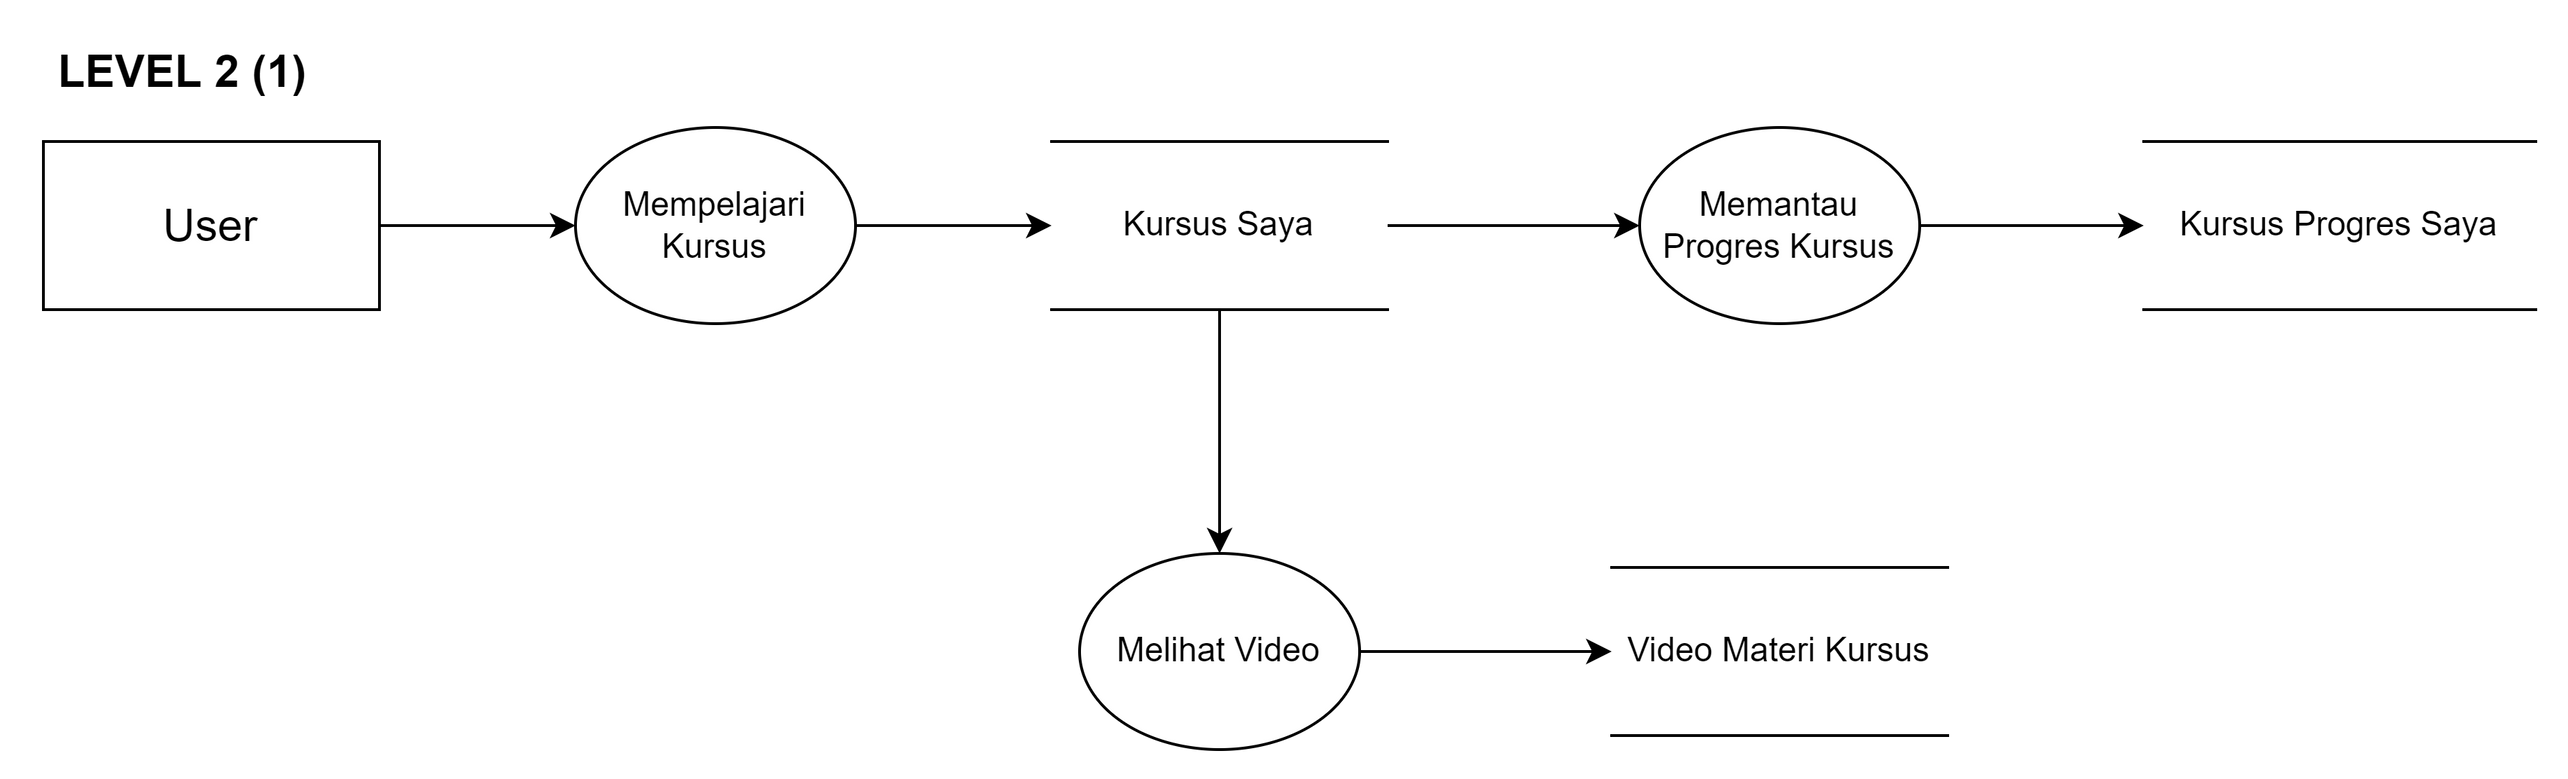 LEVEL 2 (1)
User
Mempelajari
Kursus
Kursus Saya
Memantau
Progres Kursus
Kursus Progres Saya
Melihat Video
Video Materi Kursus